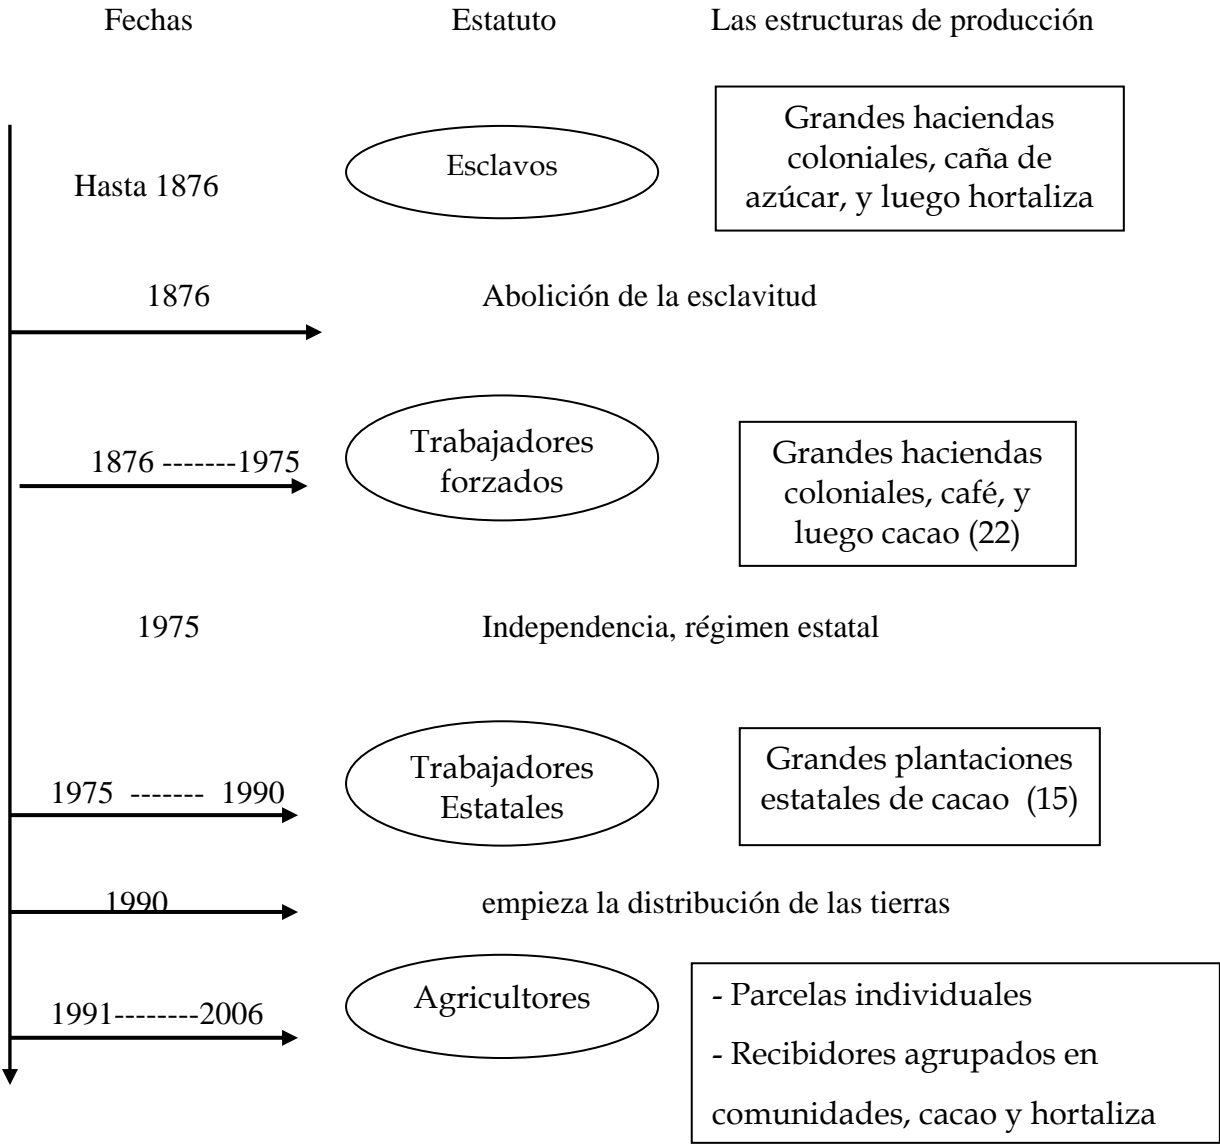 Fechas Estatuto Las estructuras de producción
Hasta 1876
Esclavos
Grandes haciendas
coloniales, caña de
azúcar, y luego hortaliza
1876 Abolición de la esclavitud
1876 -------1975
Trabajadores
forzados
Grandes haciendas
coloniales, café, y
luego cacao (22)
1975 Independencia, régimen estatal
1975 ------- 1990
Trabajadores
Estatales
Grandes plantaciones
estatales de cacao (15)
1990 empieza la distribución de las tierras
1991--------2006
Agricultores
- Parcelas individuales
- Recibidores agrupados en
comunidades, cacao y hortaliza